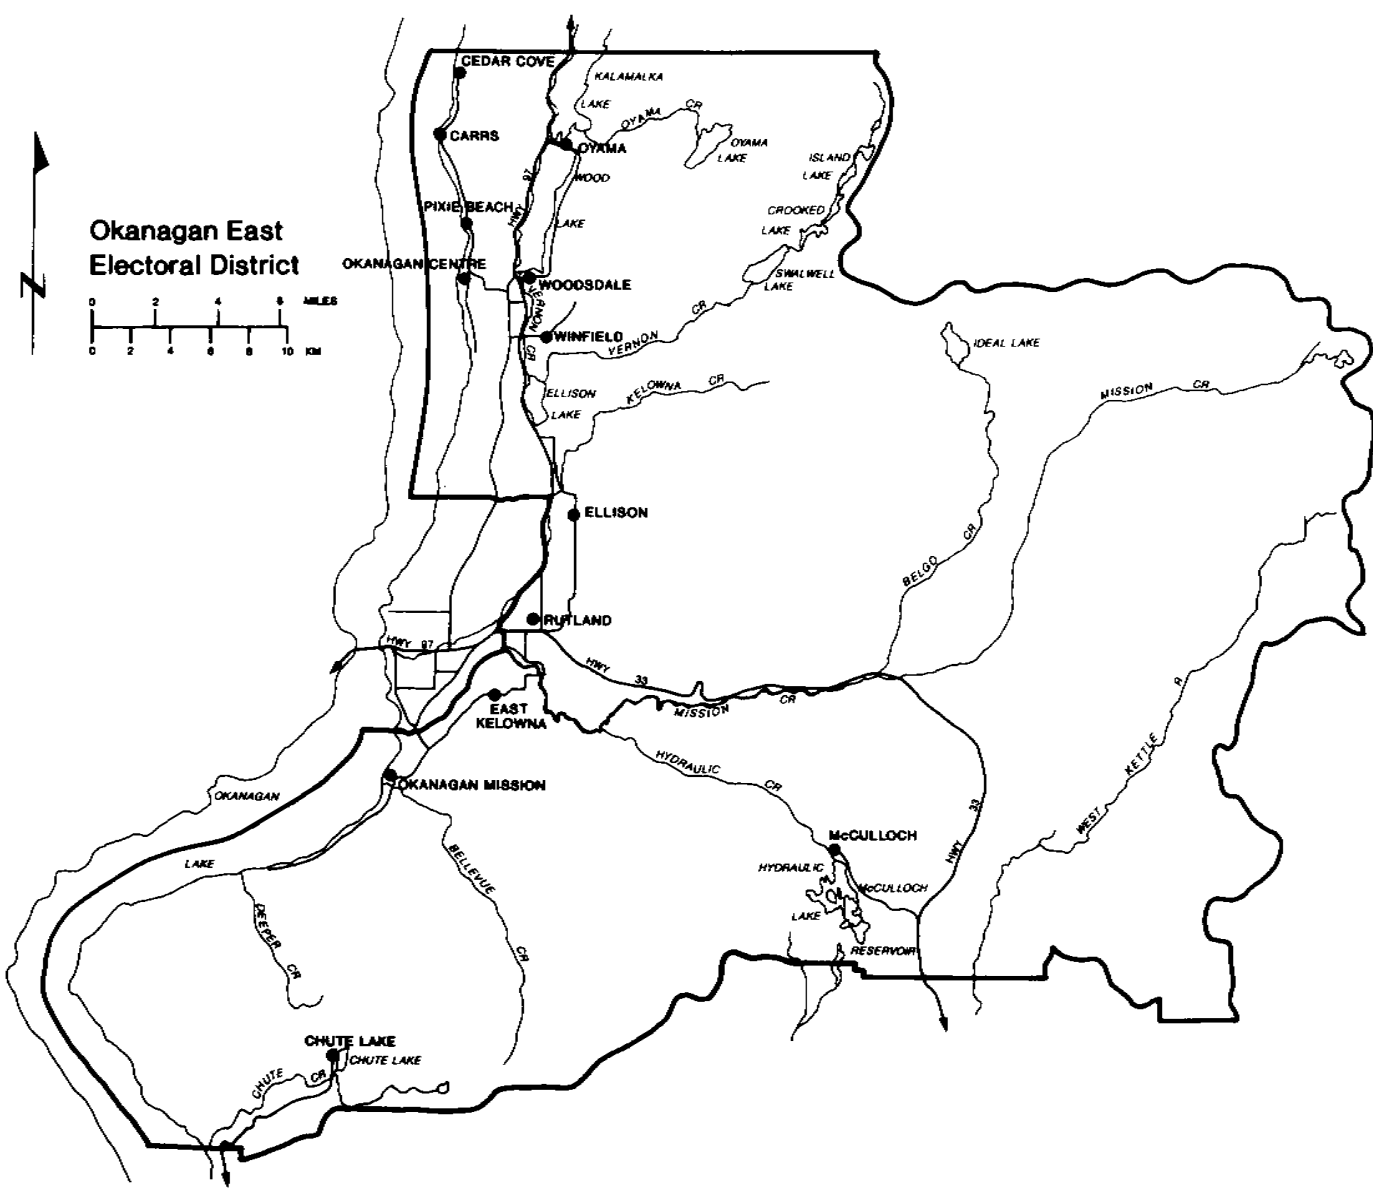 CEDAR COVE
KALAMALKA
LAKE
CARRS
OYAMA CR
OYAMA
OYAMA
LAKE
ISLAND
LAKE
HWY 97
WOOD
LAKE
PIXIE BEACH
CROOKED
LAKE
Okanagan East
Electoral District
OKANAGAN CENTRE
SWALWELL
LAKE
WOODSDALE
0 2 4 6 MILES
0 2 4 6 8 10 KM
N
VERNON CR
WINFIELD
VERNON CR
IDEAL LAKE
ELLISON
LAKE
KELOWNA CR
MISSION CR
ELLISON
BELGO CR
RUTLAND
HWY 97
HWY 33
MISSION CR
EAST
KELOWNA
HYDRAULIC CR
WEST KETTLE R
OKANAGAN MISSION
OKANAGAN
LAKE
HWY 33
McCULLOCH
BELLEVUE CR
HYDRAULIC
LAKE
McCULLOCH
RESERVOIR
DEEPER CR
CHUTE LAKE
CHUTE LAKE
CHUTE CR